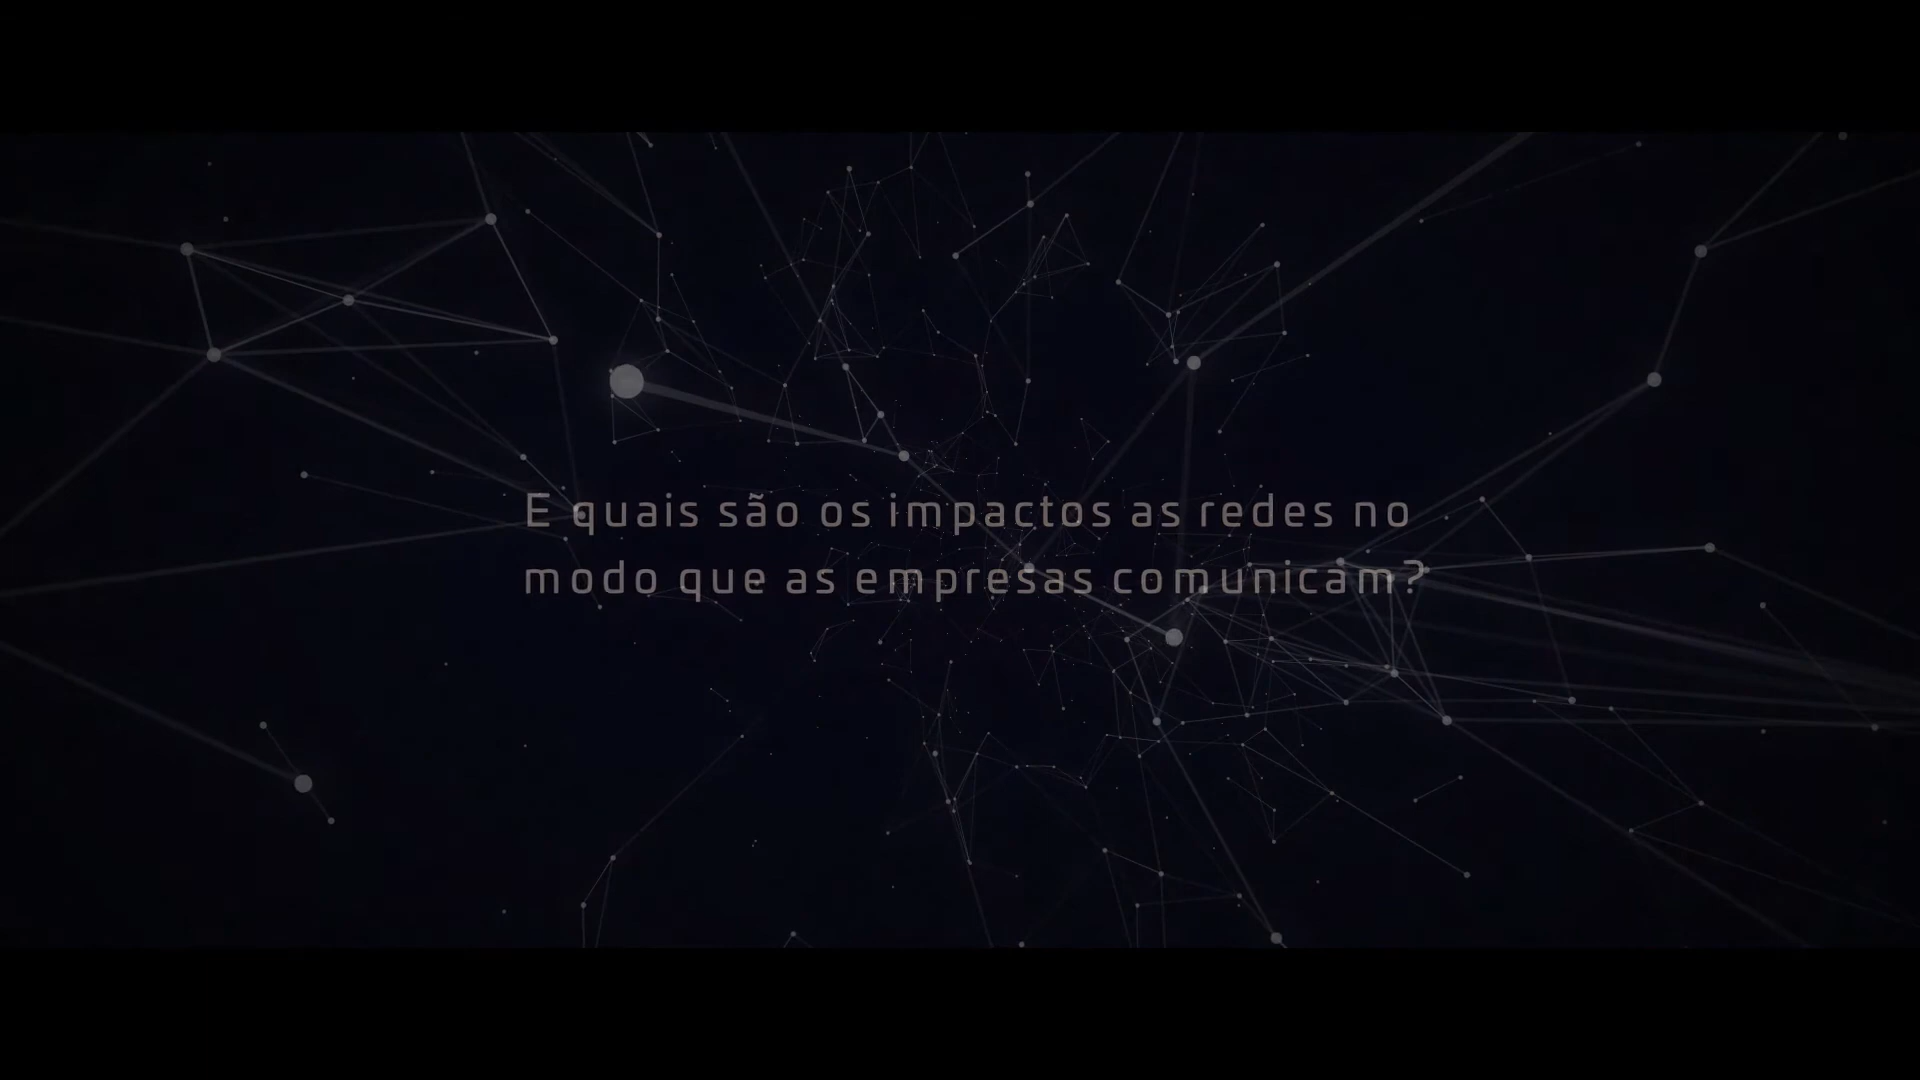 E quais são os impactos as redes no
modo que as empresas comunicam?